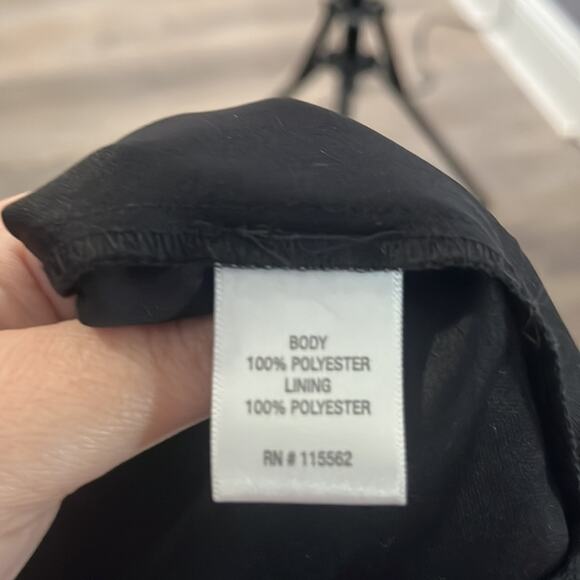 BODY
100% POLYESTER
LINING
100% POLYESTER
RN # 115562